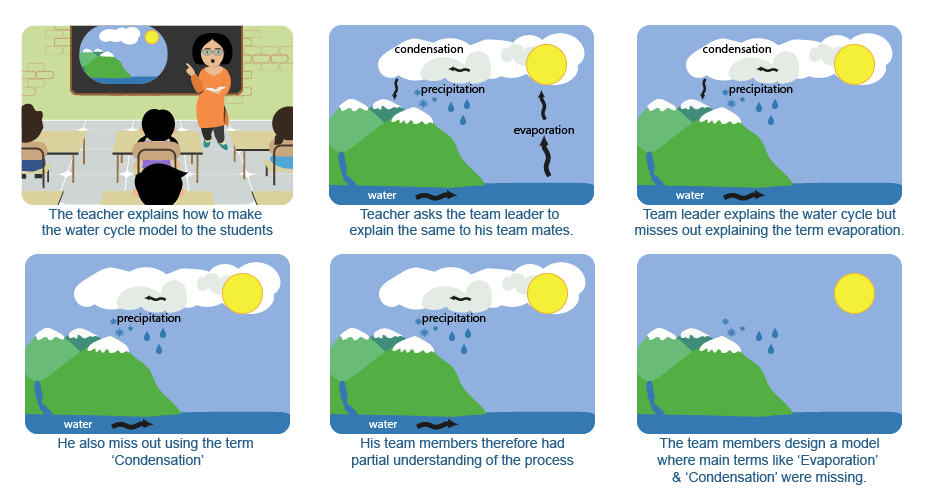 The teacher explains how to make
the water cycle model to the students
condensation
precipitation
evaporation
water
Teacher asks the team leader to
explain the same to his team mates.
condensation
precipitation
water
Team leader explains the water cycle but
misses out explaining the term evaporation.
precipitation
water
He also miss out using the term
‘Condensation’
precipitation
water
His team members therefore had
partial understanding of the process
The team members design a model
where main terms like ‘Evaporation’
& ‘Condensation’ were missing.